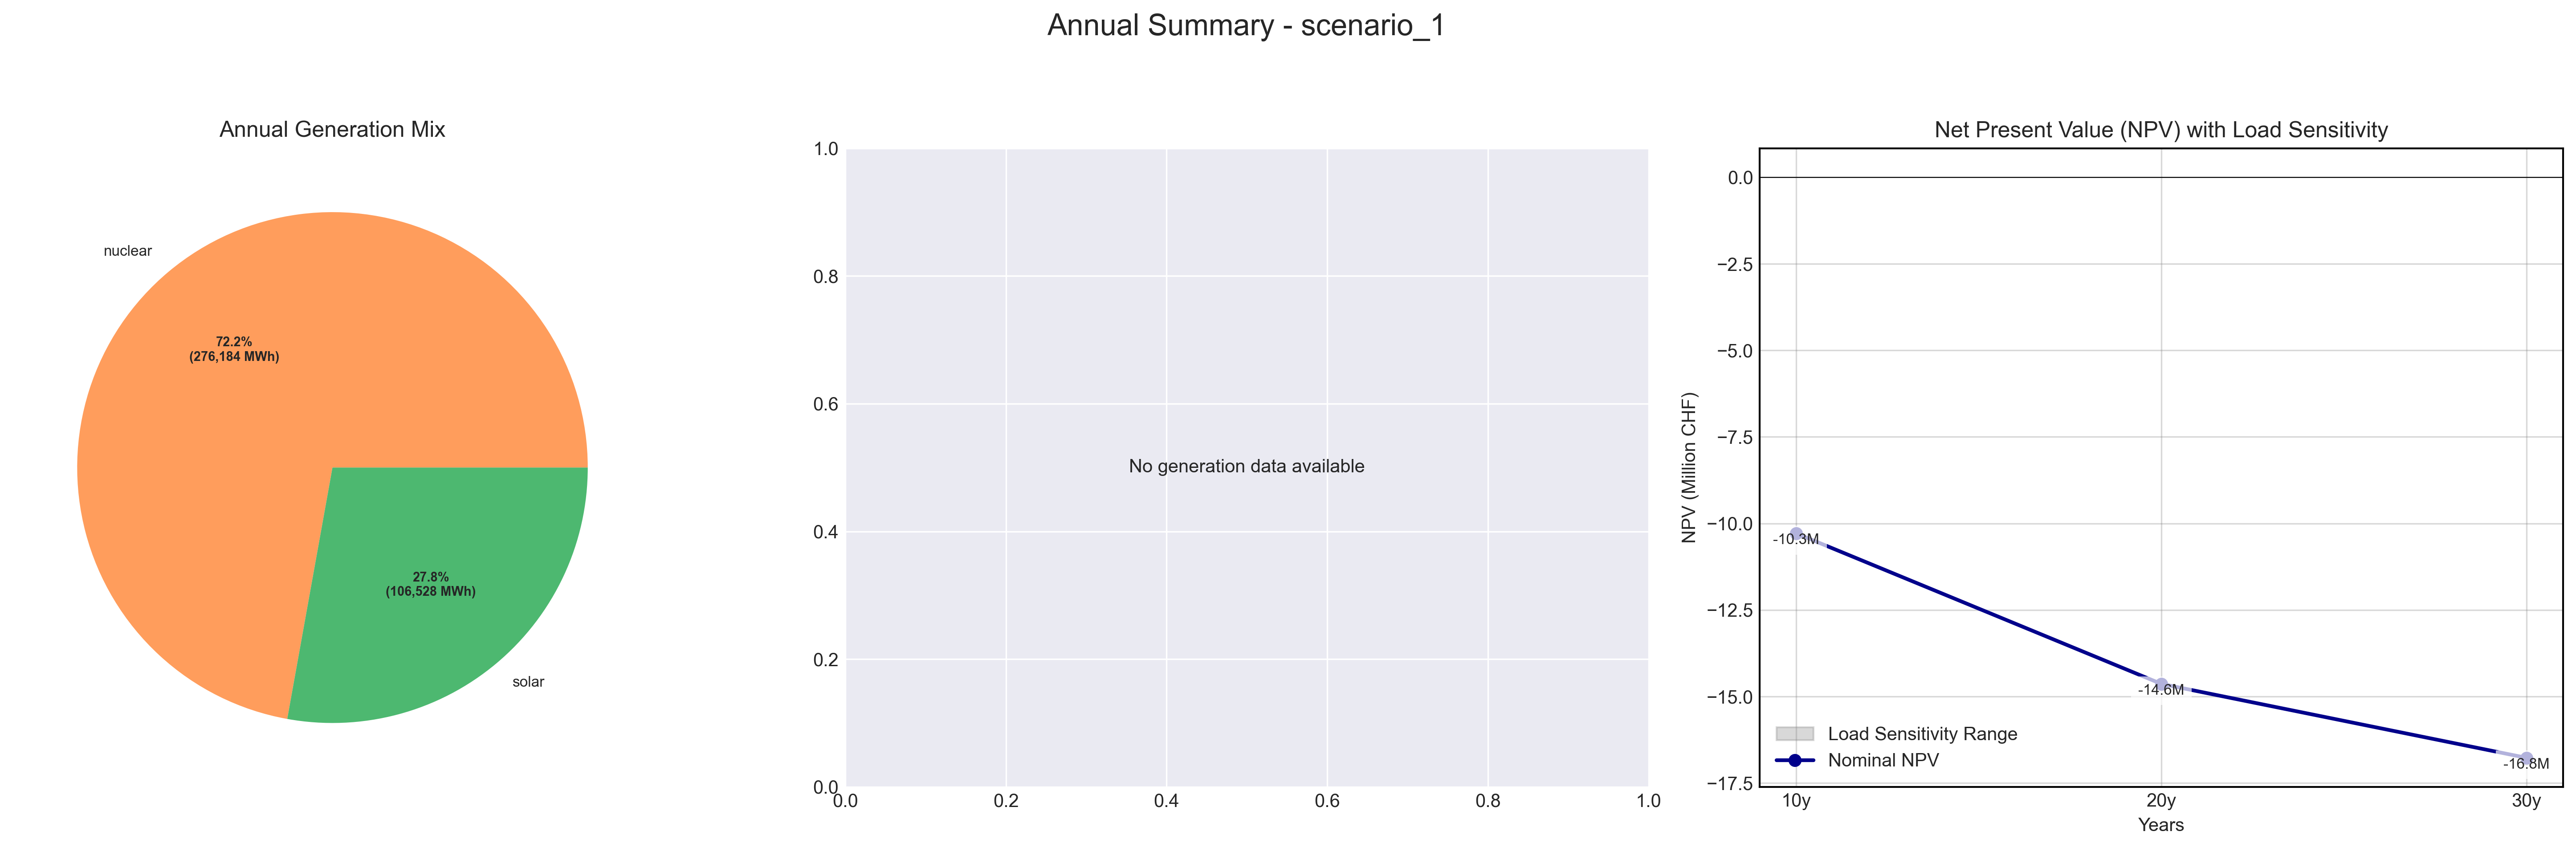 Annual Summary - scenario_1
Annual Generation Mix
nuclear
72.2%
(276,184 MWh)
27.8%
(106,528 MWh)
solar
1.0
0.8
0.6
0.4
0.2
0.0
No generation data available
0.0
0.2
0.4
0.6
0.8
1.0
Net Present Value (NPV) with Load Sensitivity
NPV (Million CHF)
0.0
−2.5
−5.0
−7.5
−10.0
−12.5
−15.0
−17.5
-10.3M
-14.6M
-16.8M
Load Sensitivity Range
Nominal NPV
10y
20y
30y
Years